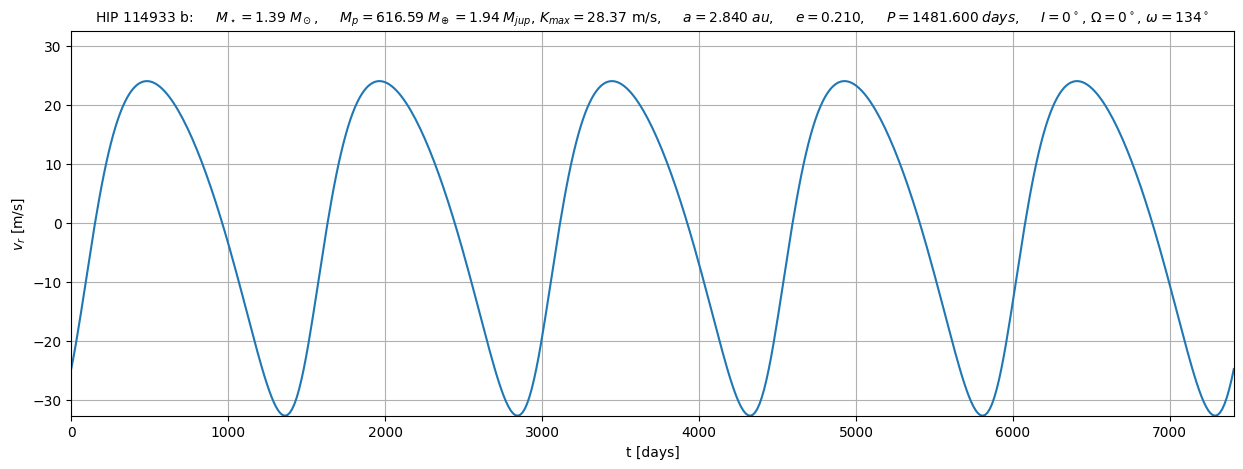 HIP 114933 b: M⋆ = 1.39 M⊙, Mp = 616.59 M⊕ = 1.94 Mjup, Kmax = 28.37 m/s, a = 2.840 au, e = 0.210, P = 1481.600 days, I = 0°, Ω = 0°, ω = 134°
30
20
10
0
−10
−20
−30
vr [m/s]
0 1000 2000 3000 4000 5000 6000 7000
t [days]